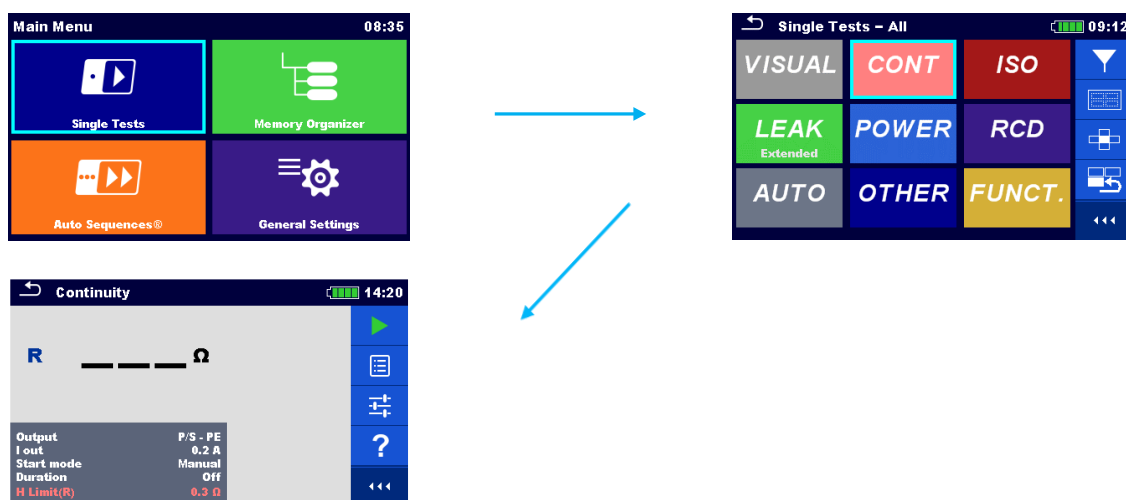 Main Menu 08:35
Single Tests
Memory Organizer
Auto Sequences®
General Settings
Single Tests – All 09:12
VISUAL CONT ISO
LEAK POWER RCD
Extended
AUTO OTHER FUNCT.
Continuity 14:20
R ___ Ω
Output P/S - PE
I out 0.2 A
Start mode Manual
Duration Off
H Limit(R) 0.3 Ω
?